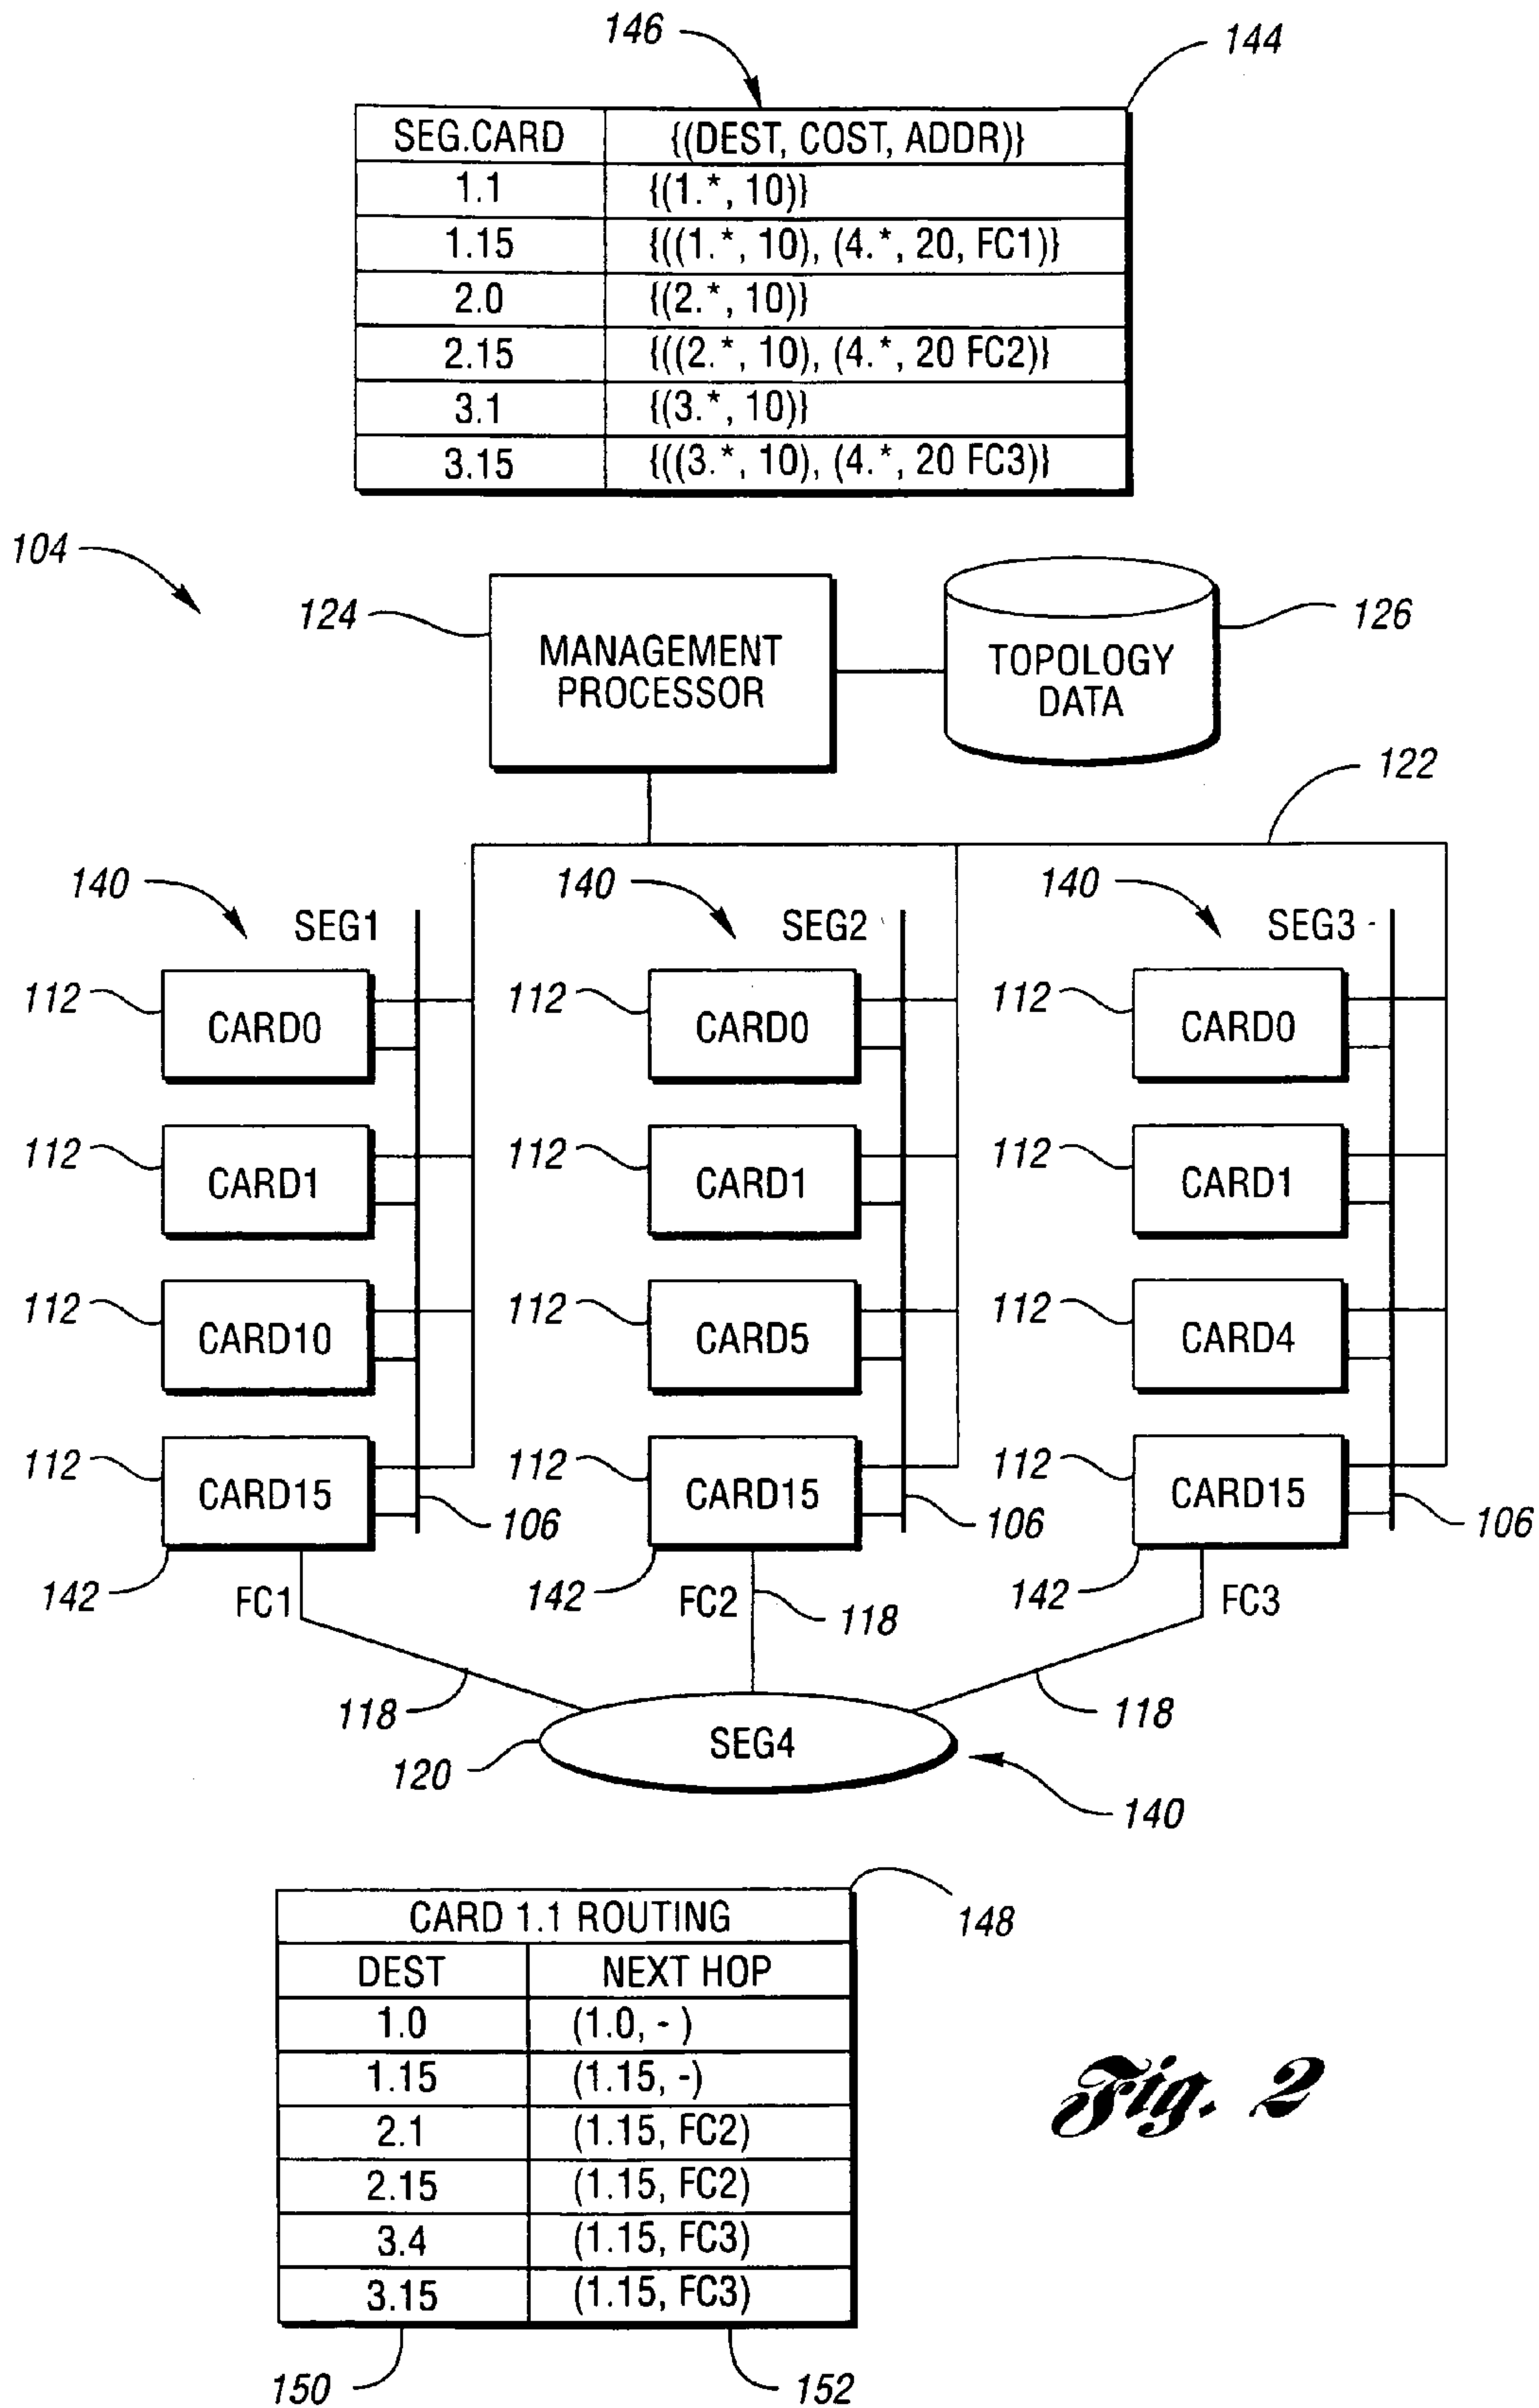 146
144
SEG.CARD {(DEST, COST, ADDR)}
1.1 {(1.*, 10)}
1.15 {((1.*, 10), (4.*, 20, FC1)}
2.0 {(2.*, 10)}
2.15 {((2.*, 10), (4.*, 20 FC2)}
3.1 {(3.*, 10)}
3.15 {((3.*, 10), (4.*, 20 FC3)}
104
124
MANAGEMENT
PROCESSOR
TOPOLOGY
DATA
126
122
140 140 140
SEG1 SEG2 SEG3
112 CARD0 112 CARD0 112 CARD0
112 CARD1 112 CARD1 112 CARD1
112 CARD10 112 CARD5 112 CARD4
112 CARD15 112 CARD15 112 CARD15
106 106 106
142 FC1 142 FC2 118 142 FC3
118 118
SEG4
120
140
148
CARD 1.1 ROUTING
DEST NEXT HOP
1.0 (1.0, - )
1.15 (1.15, -)
2.1 (1.15, FC2)
2.15 (1.15, FC2)
3.4 (1.15, FC3)
3.15 (1.15, FC3)
150 152
Fig. 2